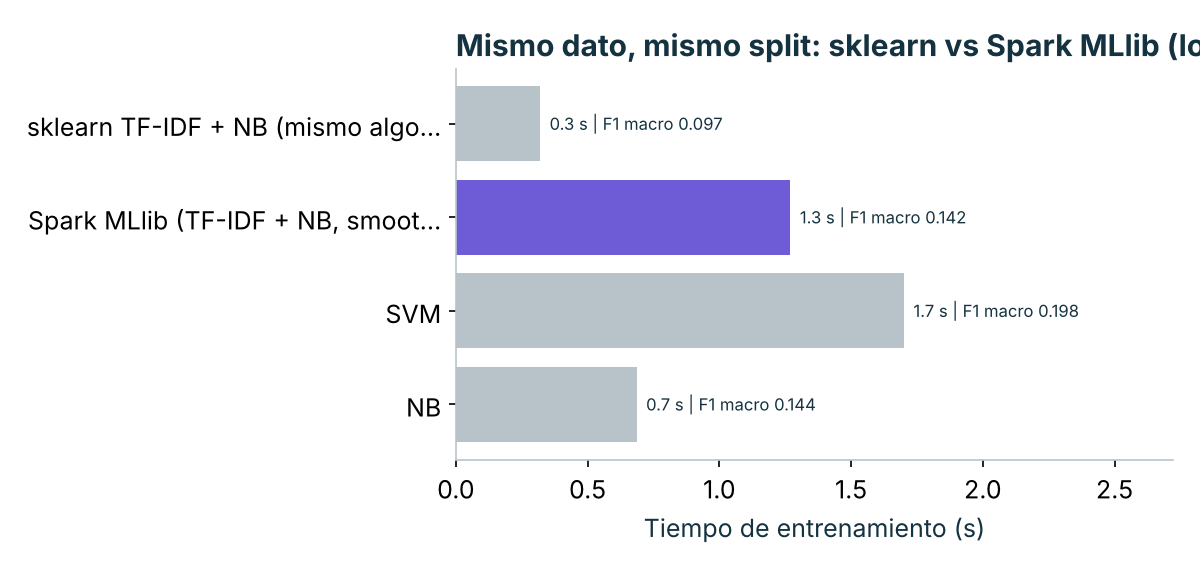 Mismo dato, mismo split: sklearn vs Spark MLlib (lo
sklearn TF-IDF + NB (mismo algo...
0.3 s | F1 macro 0.097
Spark MLlib (TF-IDF + NB, smoot...
1.3 s | F1 macro 0.142
SVM
1.7 s | F1 macro 0.198
NB
0.7 s | F1 macro 0.144
0.0 0.5 1.0 1.5 2.0 2.5
Tiempo de entrenamiento (s)